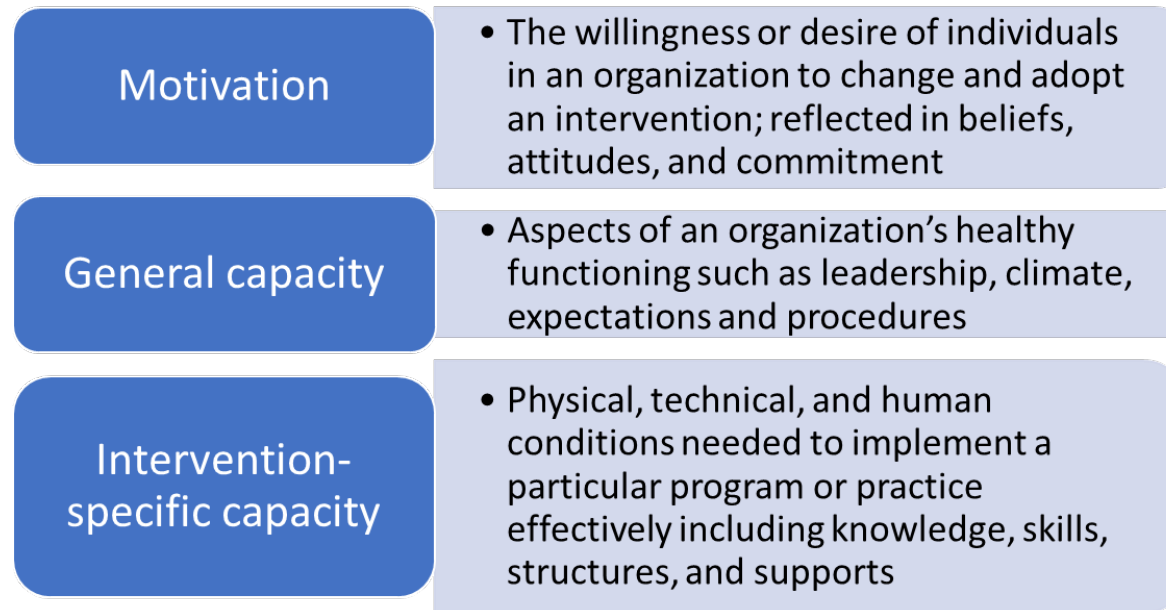 Motivation
• The willingness or desire of individuals
in an organization to change and adopt
an intervention; reflected in beliefs,
attitudes, and commitment
General capacity
• Aspects of an organization’s healthy
functioning such as leadership, climate,
expectations and procedures
Intervention-
specific capacity
• Physical, technical, and human
conditions needed to implement a
particular program or practice
effectively including knowledge, skills,
structures, and supports